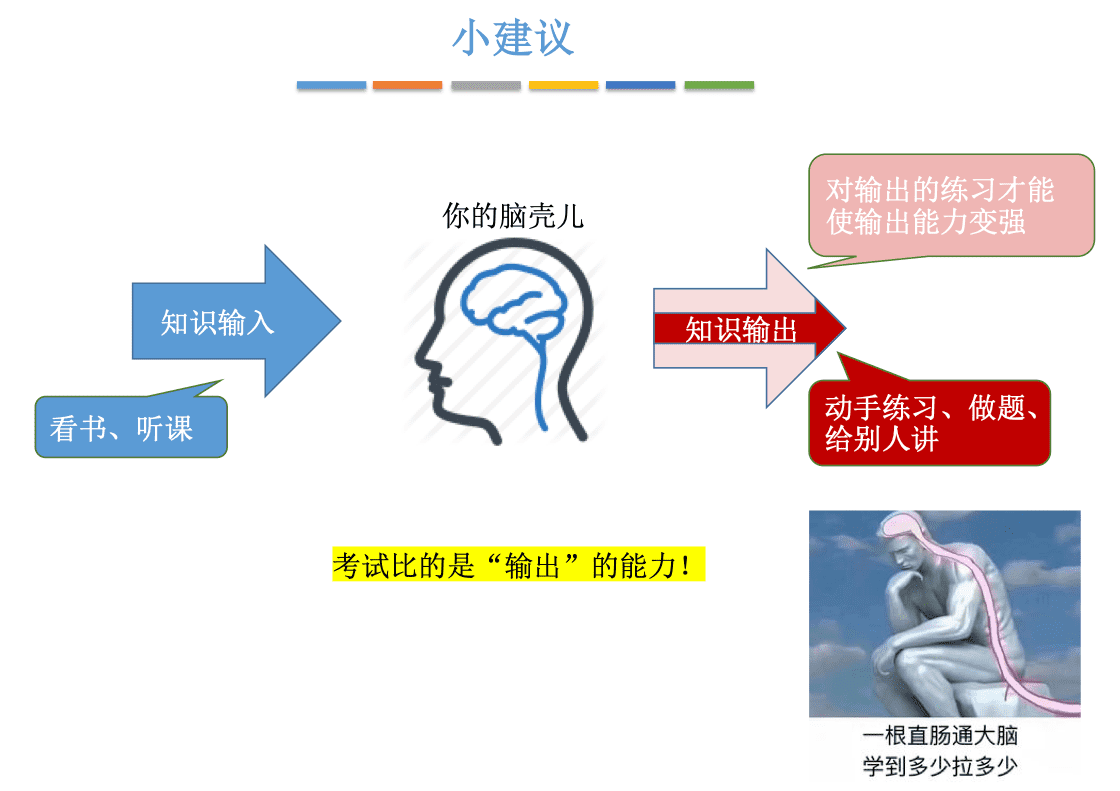 小建议
对输出的练习才能
使输出能力变强
你的脑壳儿
知识输入
知识输出
看书、听课
动手练习、做题、
给别人讲
考试比的是“输出”的能力！
一根直肠通大脑
学到多少拉多少